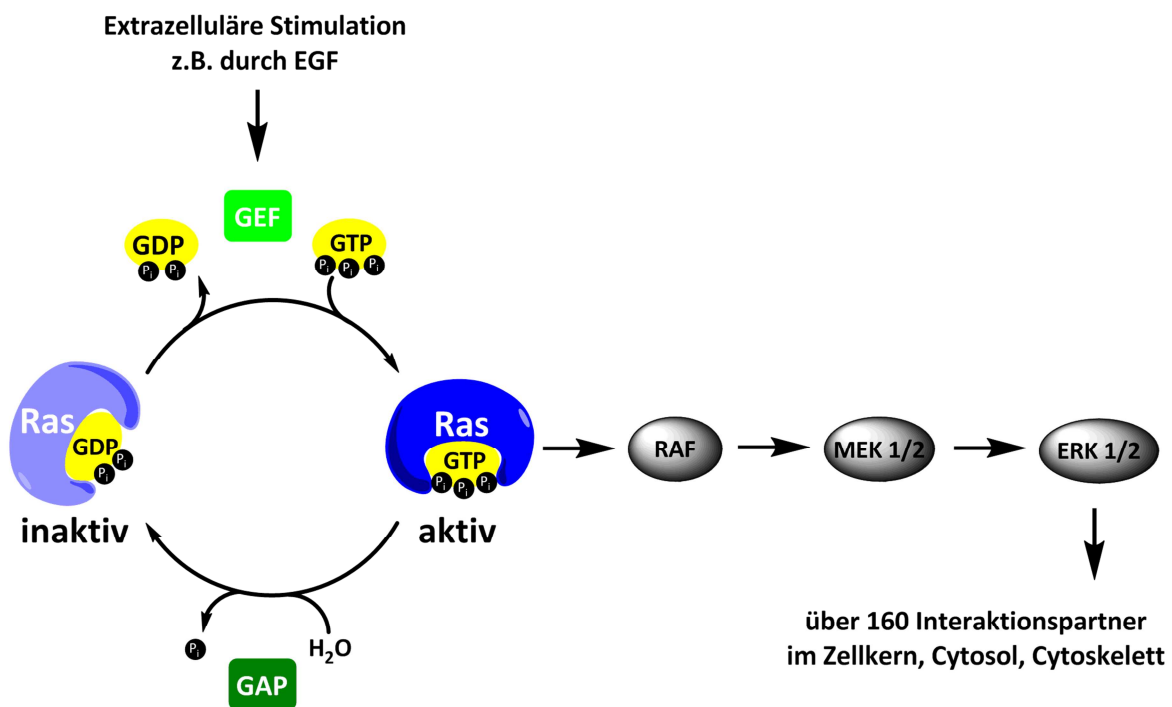 Extrazelluläre Stimulation
z.B. durch EGF
GEF
GDP
Pi Pi
GTP
Pi Pi Pi
Ras
GDP
Pi
Pi
inaktiv
Ras
GTP
Pi Pi Pi
aktiv
RAF
MEK 1/2
ERK 1/2
Pi
H2O
GAP
über 160 Interaktionspartner
im Zellkern, Cytosol, Cytoskelett